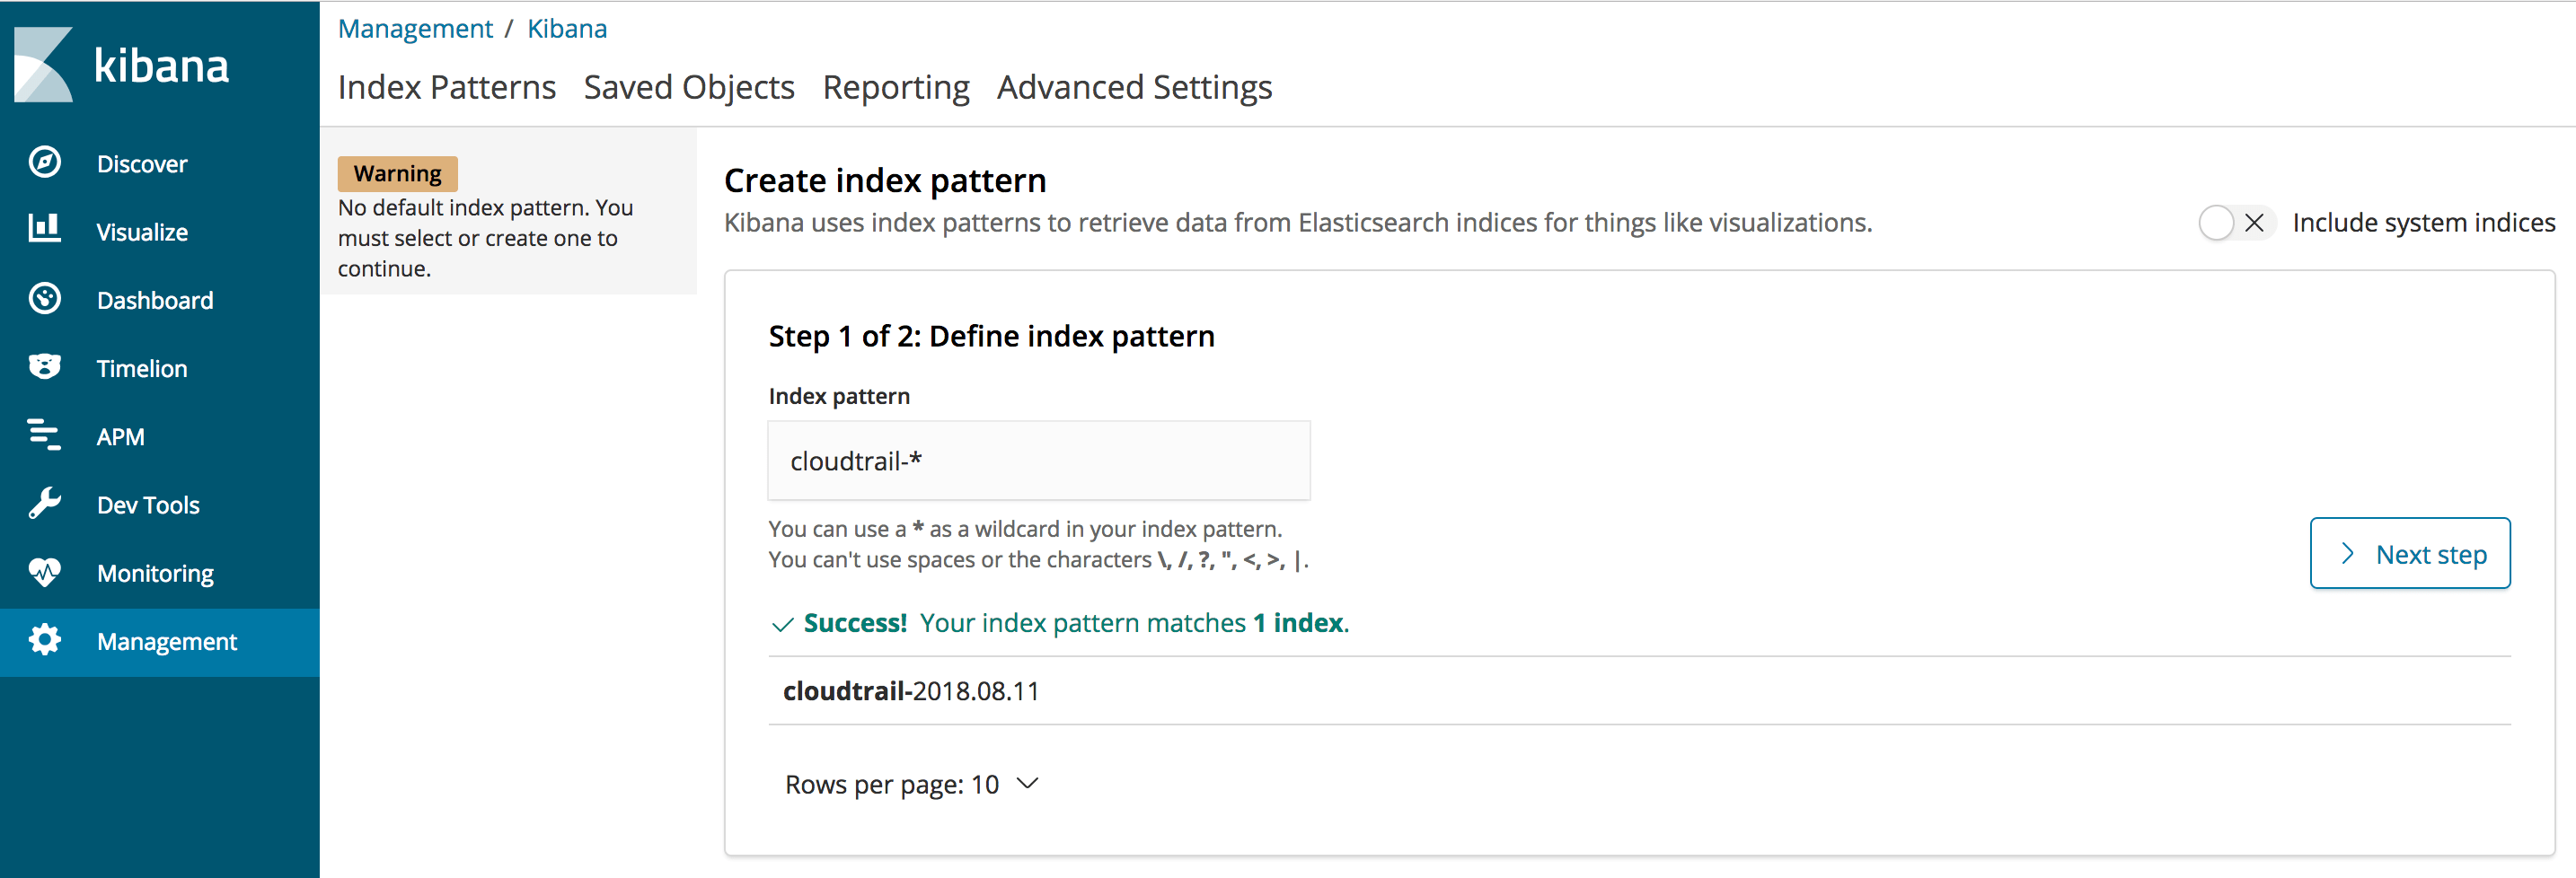 kibana
Discover
Visualize
Dashboard
Timelion
APM
Dev Tools
Monitoring
Management
Management / Kibana
Index Patterns Saved Objects Reporting Advanced Settings
Warning
No default index pattern. You
must select or create one to
continue.
Create index pattern
Kibana uses index patterns to retrieve data from Elasticsearch indices for things like visualizations.
Include system indices
Step 1 of 2: Define index pattern
Index pattern
cloudtrail-*
You can use a * as a wildcard in your index pattern.
You can't use spaces or the characters \, /, ?, ", <, >, |.
Next step
Success! Your index pattern matches 1 index.
cloudtrail-2018.08.11
Rows per page: 10